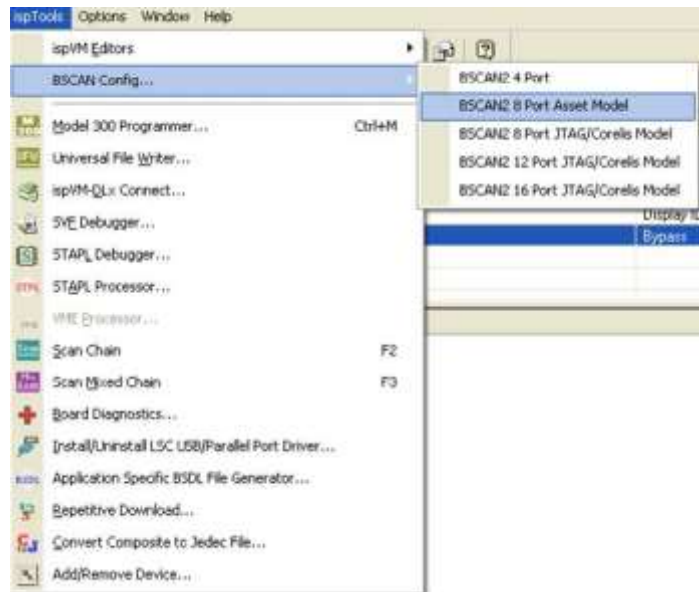 ispTools Options Window Help
ispVM Editors
BSCAN Config...
BSCAN2 4 Port
BSCAN2 8 Port Asset Model
BSCAN2 8 Port JTAG/Corelis Model
BSCAN2 12 Port JTAG/Corelis Model
BSCAN2 16 Port JTAG/Corelis Model
Display ID
Bypass
Model 300 Programmer... Ctrl+M
Universal File Writer...
ispVM-QLx Connect...
SVF Debugger...
STAPL Debugger...
STAPL Processor...
VME Processor...
Scan Chain F2
Scan Mixed Chain F3
Board Diagnostics...
Install/Uninstall LSC USB/Parallel Port Driver...
BSDL Application Specific BSDL File Generator...
Repetitive Download...
Convert Composite to Jedec File...
Add/Remove Device...